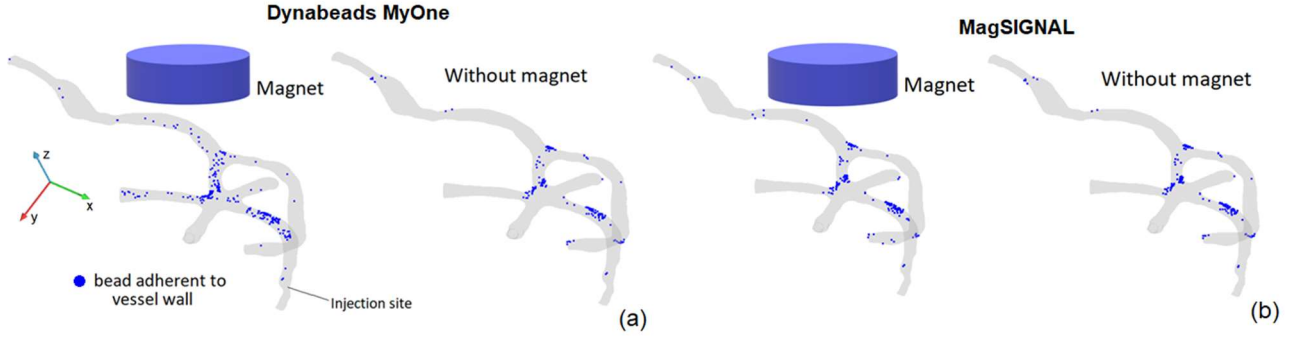 Dynabeads MyOne
MagSIGNAL
Magnet
Without magnet
Magnet
Without magnet
z
x
y
bead adherent to
vessel wall
Injection site
(a)
(b)